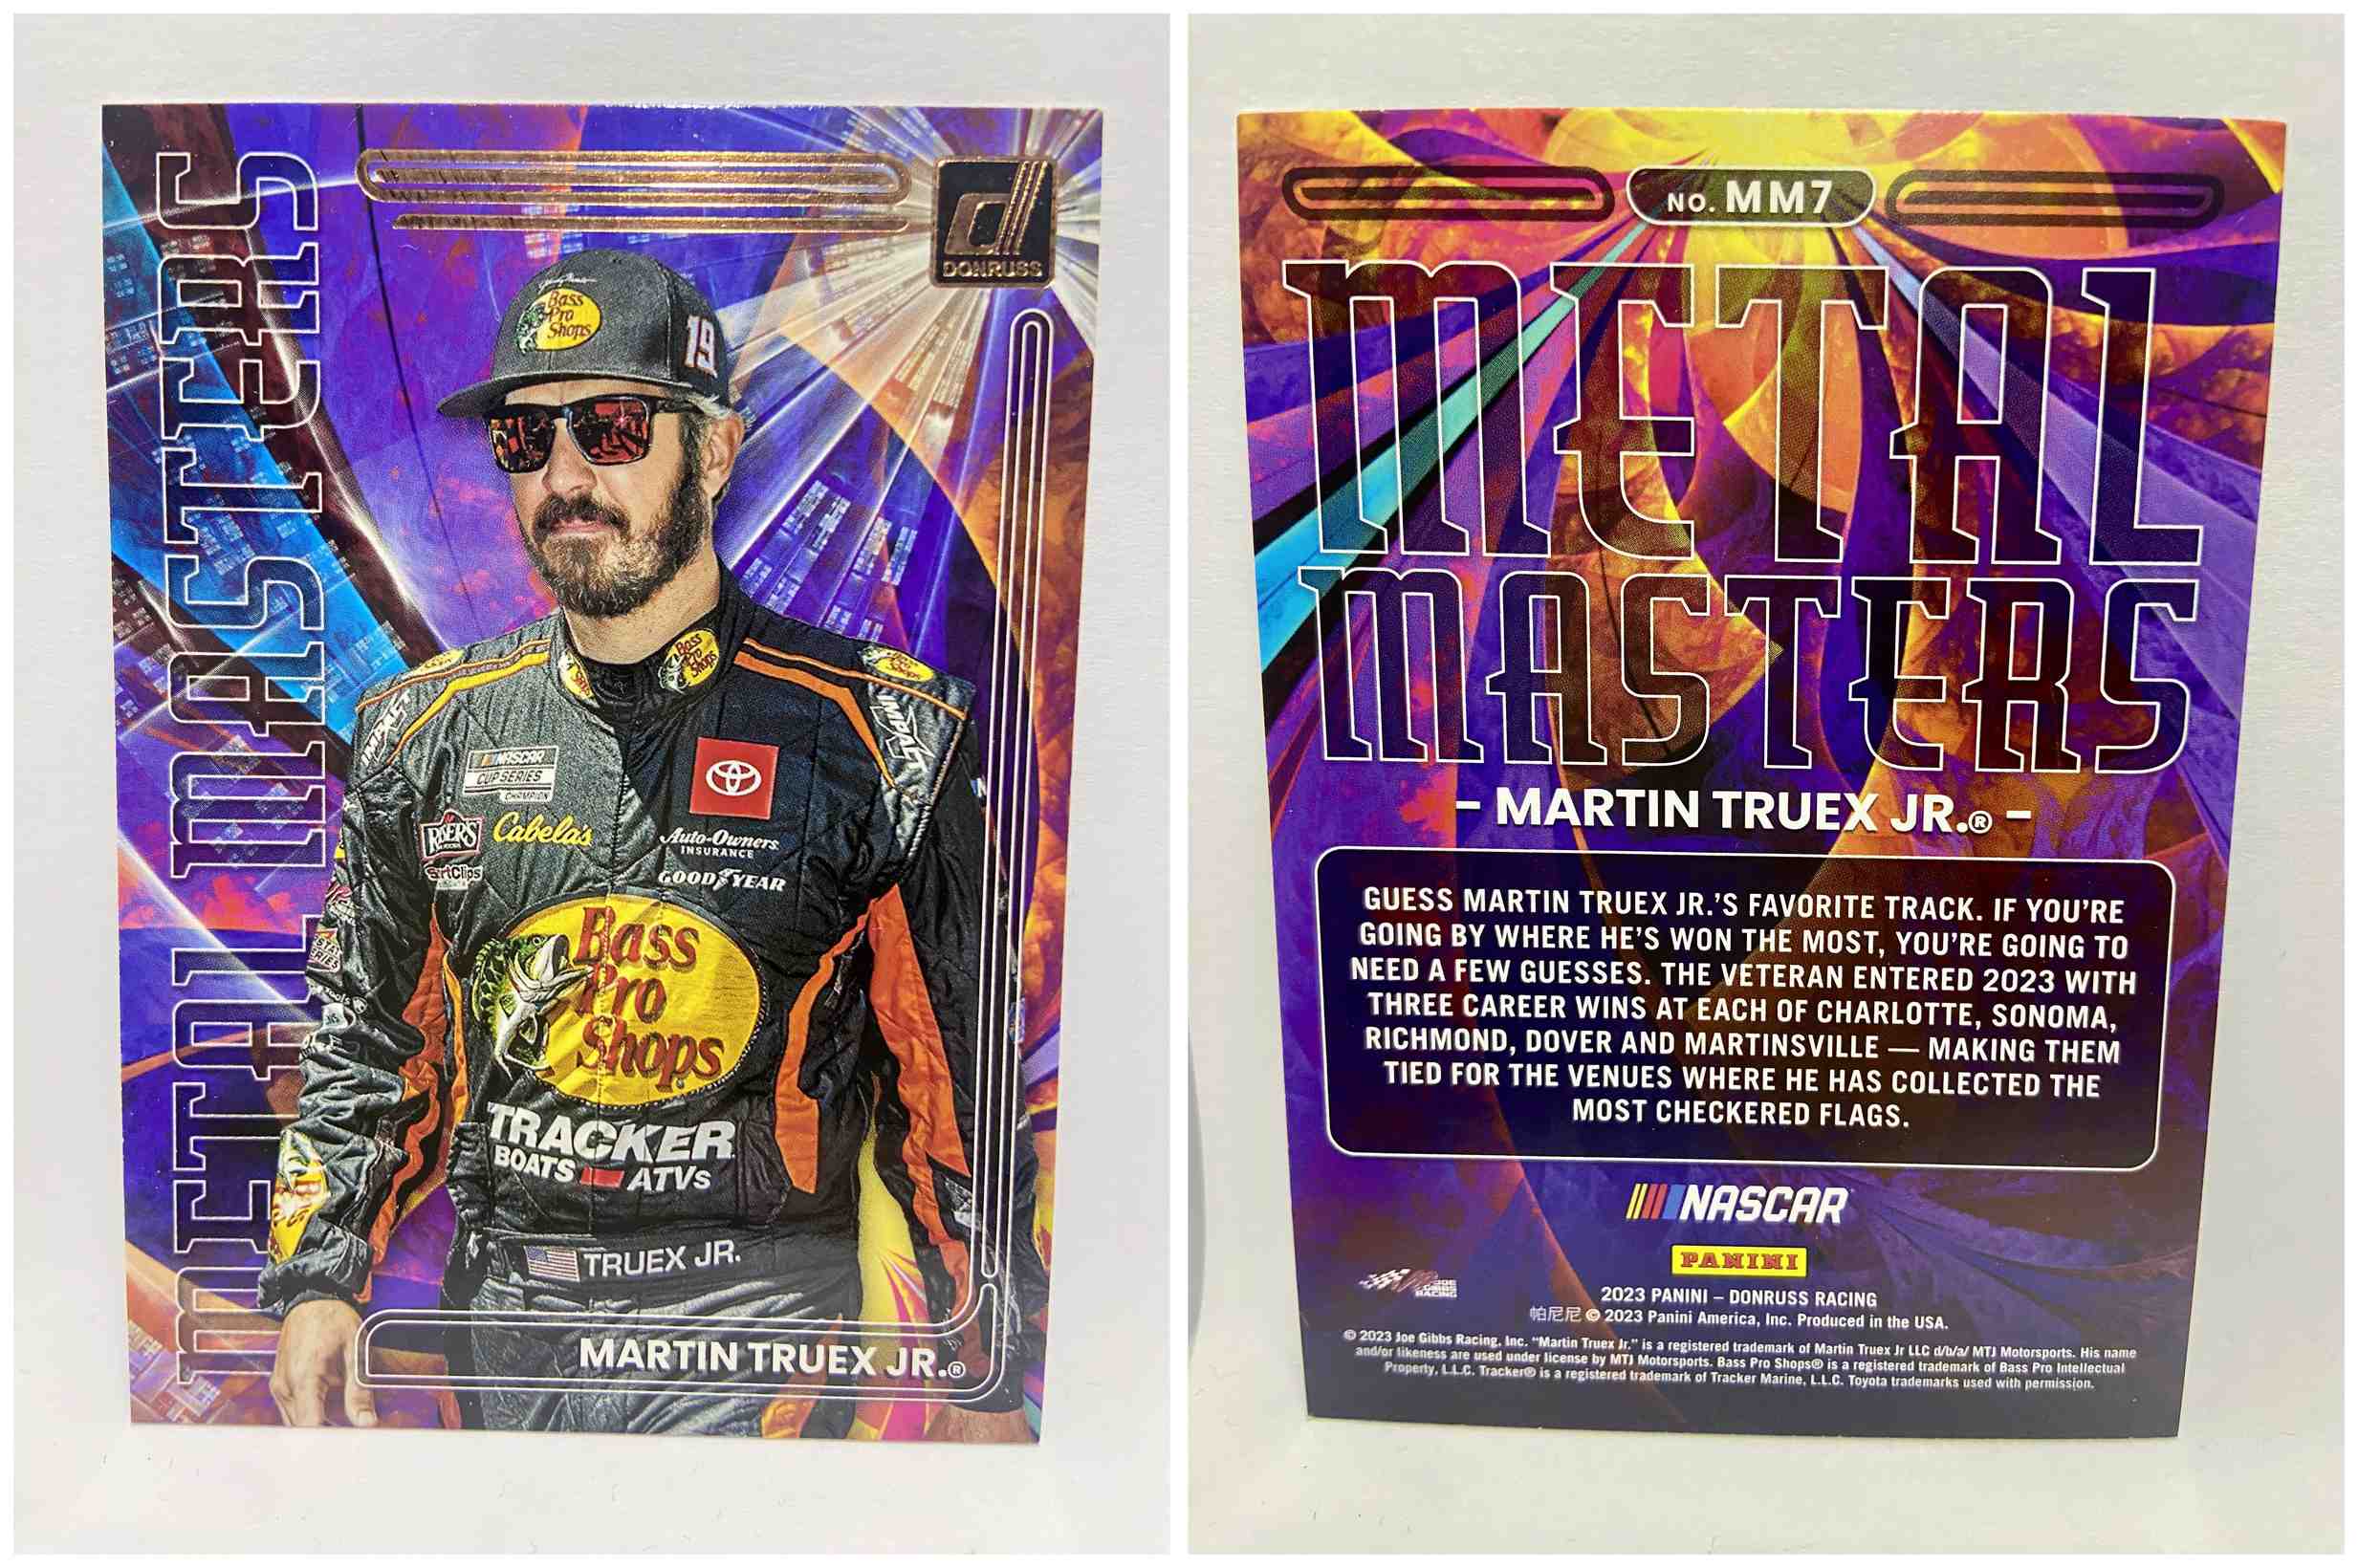 METAL MASTERS
DONRUSS
Bass
Pro
Shops
19
Bass
Pro
Shops
NASCAR
CUP SERIES
CHAMPION
Cabela's
Auto-Owners
INSURANCE
GOODYEAR
Bass
Pro
Shops
TRACKER
BOATS ATVs
TRUEX JR.
MARTIN TRUEX JR.®
NO. MM7
METAL
MASTERS
– MARTIN TRUEX JR.® –
GUESS MARTIN TRUEX JR.'S FAVORITE TRACK. IF YOU'RE
GOING BY WHERE HE'S WON THE MOST, YOU'RE GOING TO
NEED A FEW GUESSES. THE VETERAN ENTERED 2023 WITH
THREE CAREER WINS AT EACH OF CHARLOTTE, SONOMA,
RICHMOND, DOVER AND MARTINSVILLE — MAKING THEM
TIED FOR THE VENUES WHERE HE HAS COLLECTED THE
MOST CHECKERED FLAGS.
NASCAR
PANINI
JOE
GIBBS
RACING
2023 PANINI – DONRUSS RACING
帕尼尼 © 2023 Panini America, Inc. Produced in the USA.
© 2023 Joe Gibbs Racing, Inc. "Martin Truex Jr." is a registered trademark of Martin Truex Jr LLC d/b/a/ MTJ Motorsports. His name
and/or likeness are used under license by MTJ Motorsports. Bass Pro Shops® is a registered trademark of Bass Pro Intellectual
Property, L.L.C. Tracker® is a registered trademark of Tracker Marine, L.L.C. Toyota trademarks used with permission.